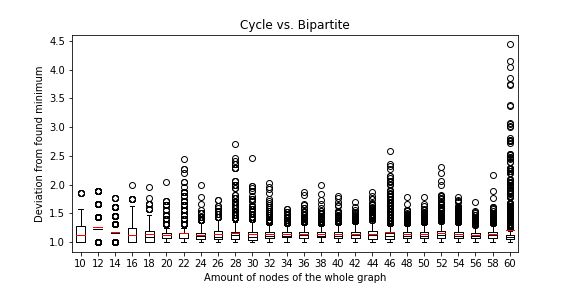 Cycle vs. Bipartite
Deviation from found minimum
4.5
4.0
3.5
3.0
2.5
2.0
1.5
1.0
10 12 14 16 18 20 22 24 26 28 30 32 34 36 38 40 42 44 46 48 50 52 54 56 58 60
Amount of nodes of the whole graph